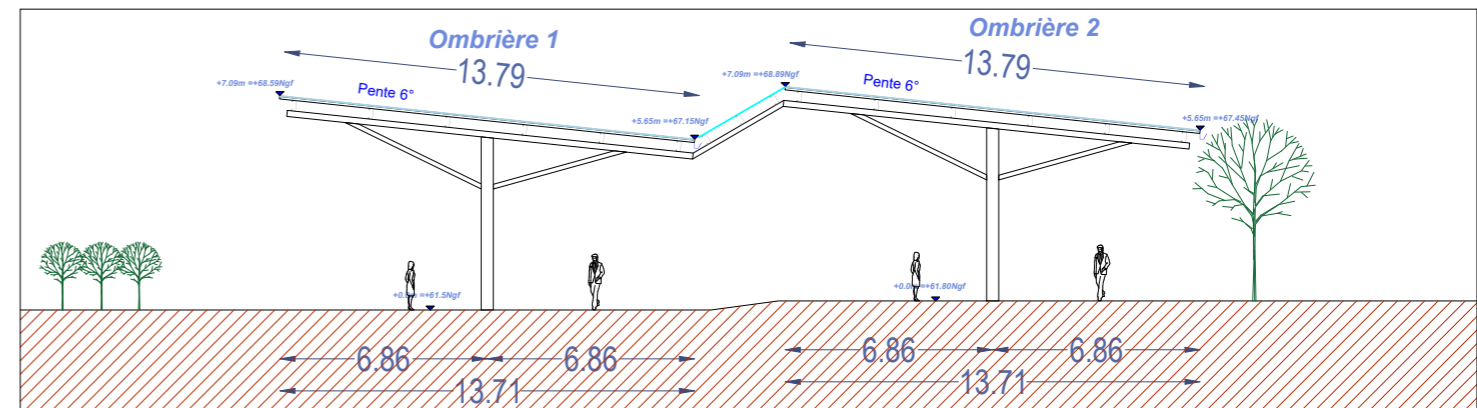 Ombrière 1
13.79
+7.09m =+68.59Ngf
Pente 6°
+5.65m =+67.15Ngf
Ombrière 2
13.79
+7.09m =+68.89Ngf
Pente 6°
+5.65m =+67.45Ngf
=+61.5Ngf
=+61.80Ngf
6.86
6.86
13.71
6.86
6.86
13.71